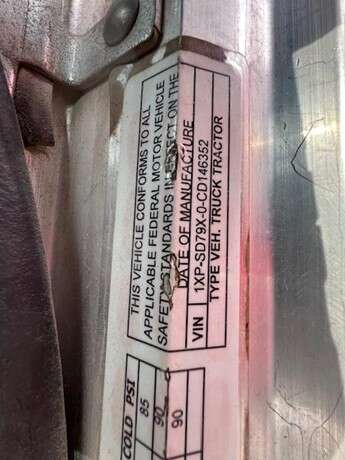 THIS VEHICLE CONFORMS TO ALL
APPLICABLE FEDERAL MOTOR VEHICLE
SAFETY STANDARDS IN EFFECT ON THE
DATE OF MANUFACTURE
VIN 1XP-SD79X-0-CD146352
TYPE VEH. TRUCK TRACTOR
COLD PSI
85
90
90